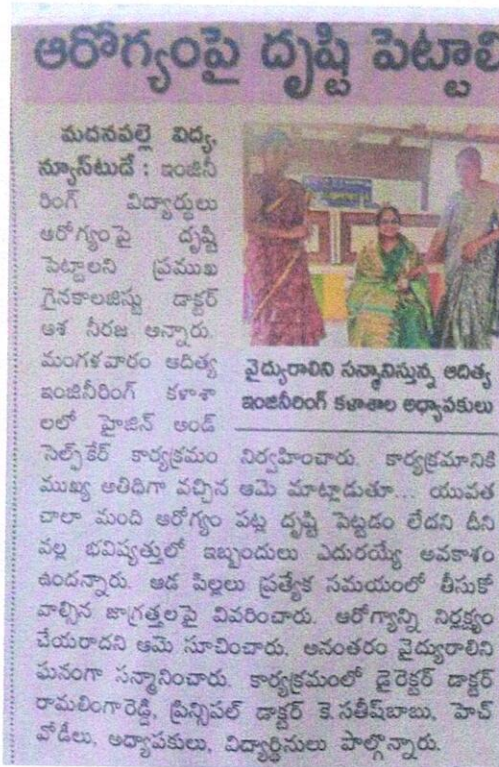 ఆరోగ్యంపై దృష్టి పెట్టాలి
మదనపల్లె విద్య,
న్యూస్‌టుడే : ఇంజినీ
రింగ్ విద్యార్థులు
ఆరోగ్యంపై దృష్టి
పెట్టాలని ప్రముఖ
గైనకాలజిస్టు డాక్టర్
ఆశ నీరజ అన్నారు.
మంగళవారం ఆదిత్య
ఇంజినీరింగ్ కళాశా
లలో హైజిన్ అండ్
సెల్ఫ్‌కేర్ కార్యక్రమం నిర్వహించారు. కార్యక్రమానికి
ముఖ్య అతిథిగా వచ్చిన ఆమె మాట్లాడుతూ... యువత
చాలా మంది ఆరోగ్యం పట్ల దృష్టి పెట్టడం లేదని దీని
వల్ల భవిష్యత్తులో ఇబ్బందులు ఎదురయ్యే అవకాశం
ఉందన్నారు. ఆడ పిల్లలు ప్రత్యేక సమయంలో తీసుకో
వాల్సిన జాగ్రత్తలపై వివరించారు. ఆరోగ్యాన్ని నిర్లక్ష్యం
చేయరాదని ఆమె సూచించారు. అనంతరం వైద్యురాలిని
ఘనంగా సన్మానించారు. కార్యక్రమంలో డైరెక్టర్ డాక్టర్
రామలింగారెడ్డి, ప్రిన్సిపల్ డాక్టర్ కె.సతీష్‌బాబు, హెచ్
వోడీలు, అధ్యాపకులు, విద్యార్థినులు పాల్గొన్నారు.
వైద్యురాలిని సన్మానిస్తున్న ఆదిత్య
ఇంజినీరింగ్ కళాశాల అధ్యాపకులు